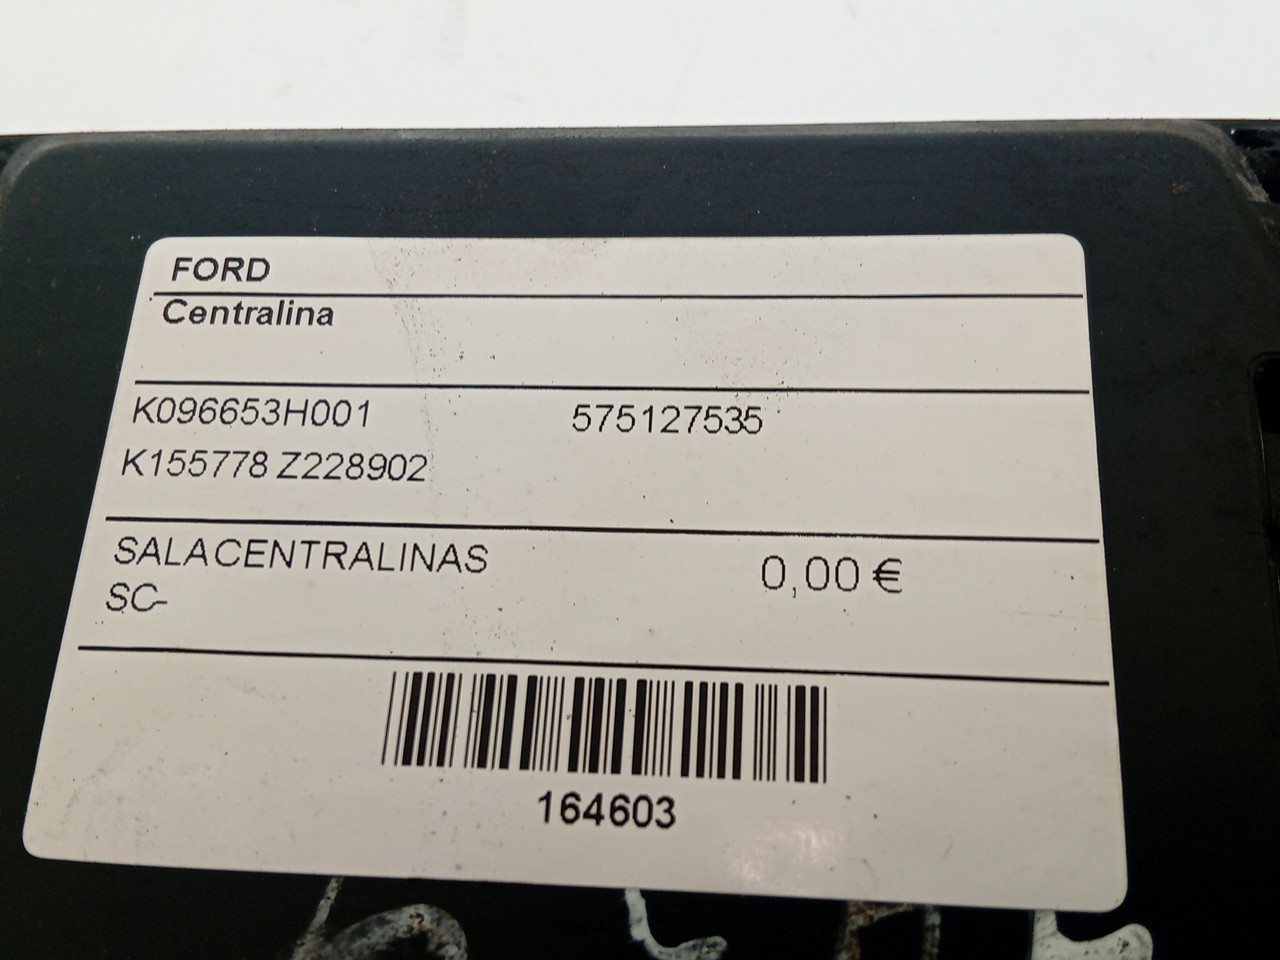 FORD
Centralina
K096653H001 575127535
K155778 Z228902
SALACENTRALINAS 0,00 €
SC-
164603